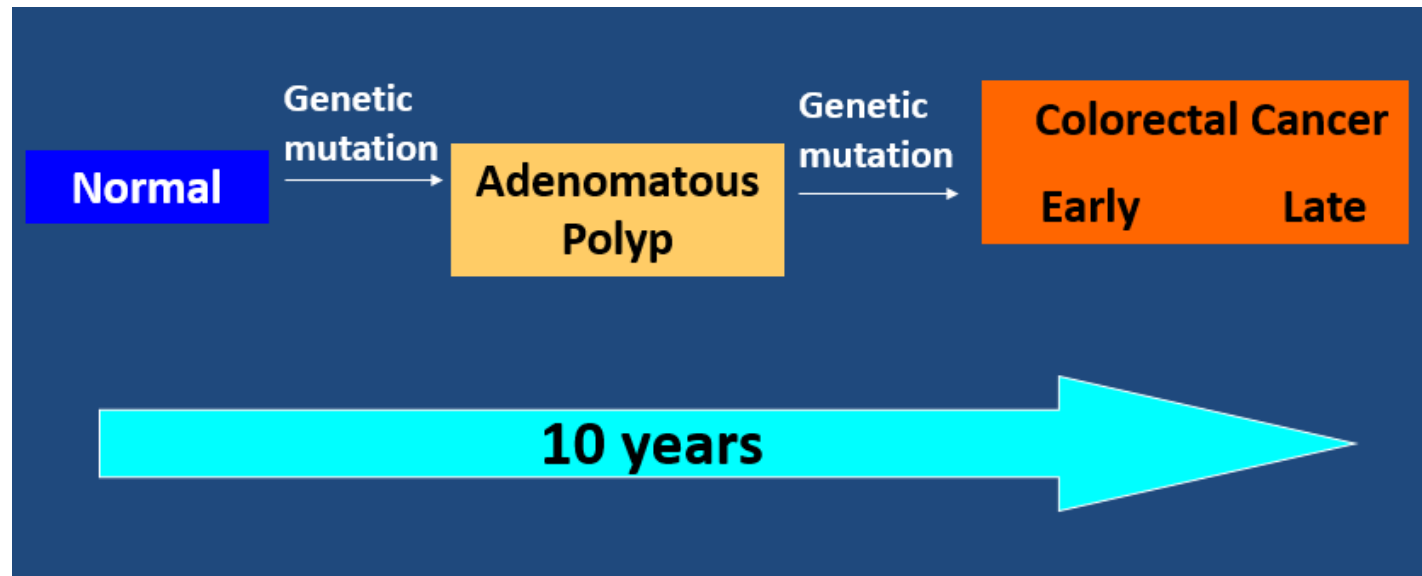 Normal
Genetic
mutation
Adenomatous
Polyp
Genetic
mutation
Colorectal Cancer
Early Late
10 years